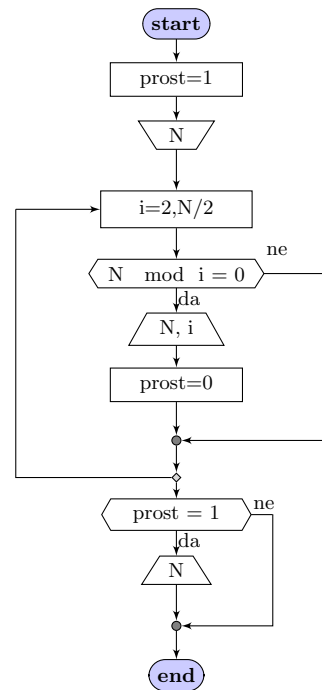 start
prost=1
N
i=2,N/2
ne
N mod i = 0
da
N, i
prost=0
ne
prost = 1
da
N
end